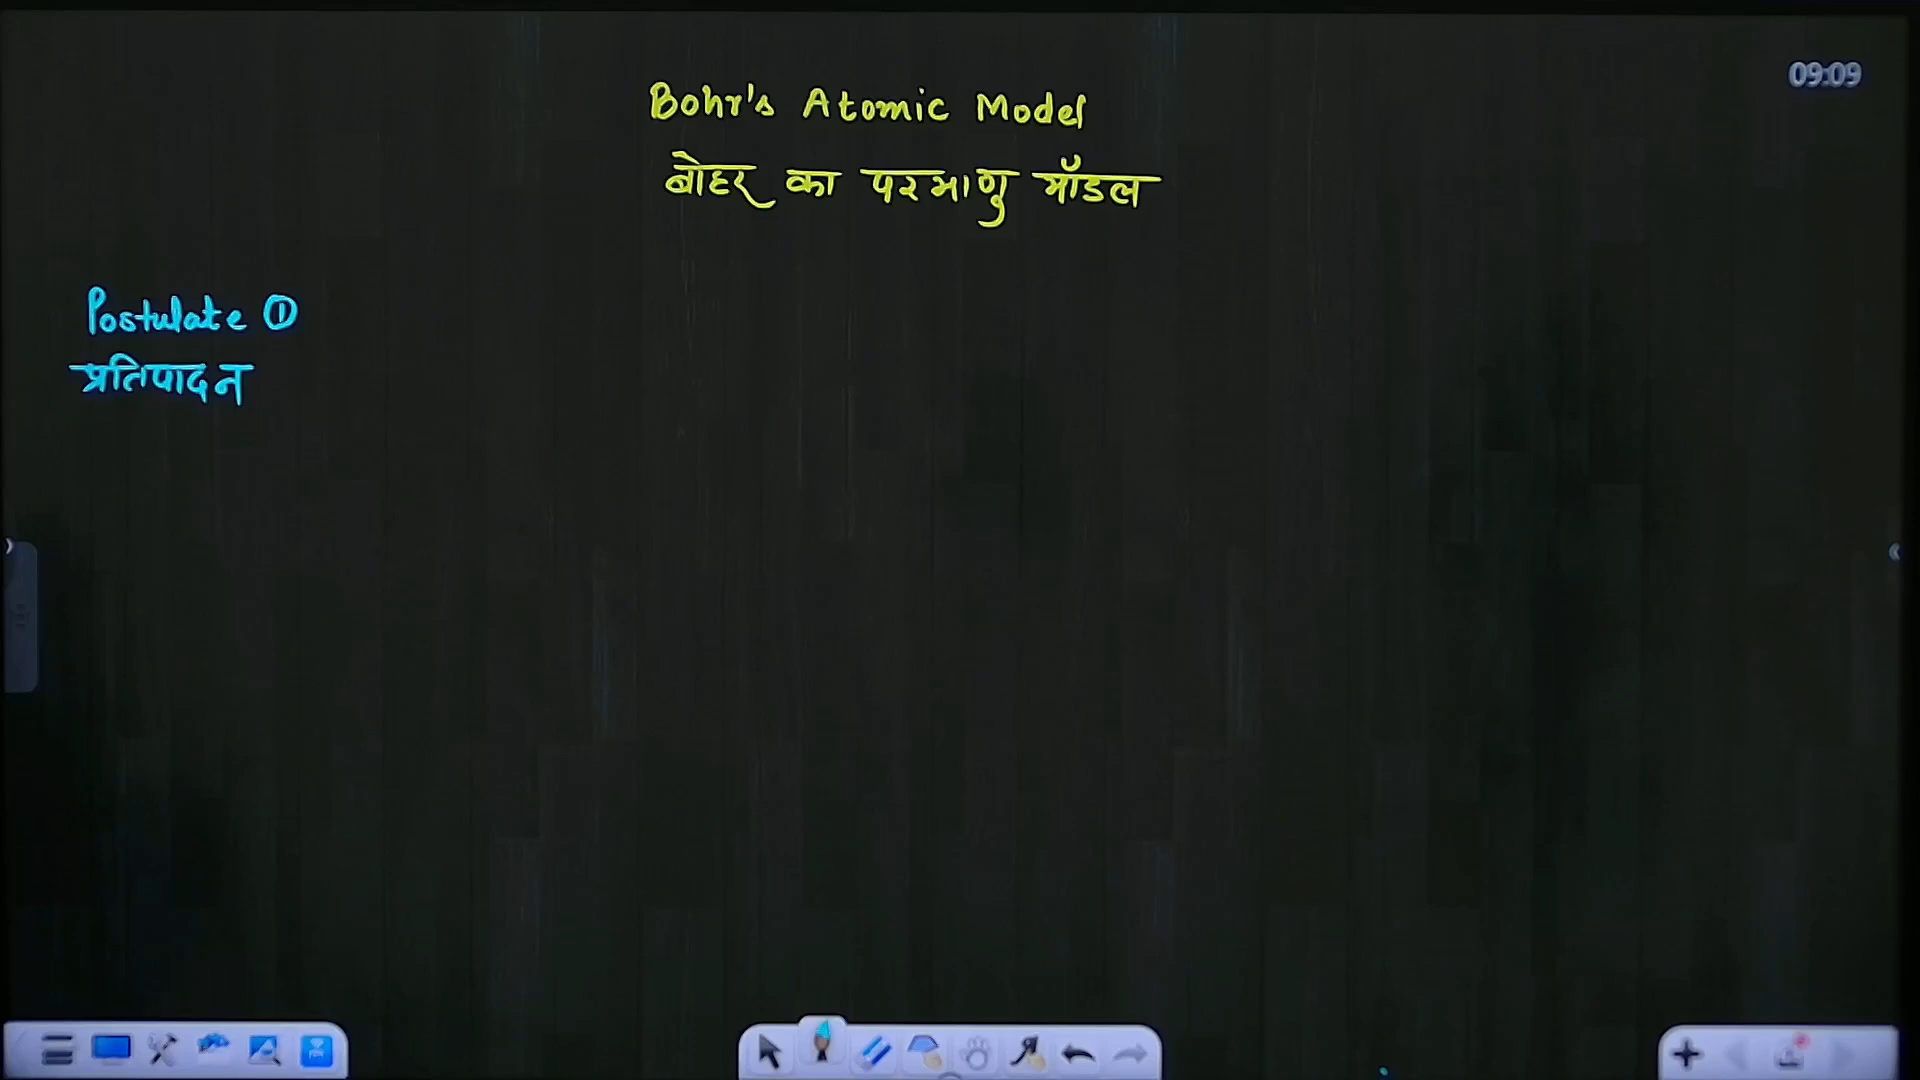 09:09
Bohr's Atomic Model
बोहर का परमाणु मॉडल
Postulate ①
प्रतिपादन